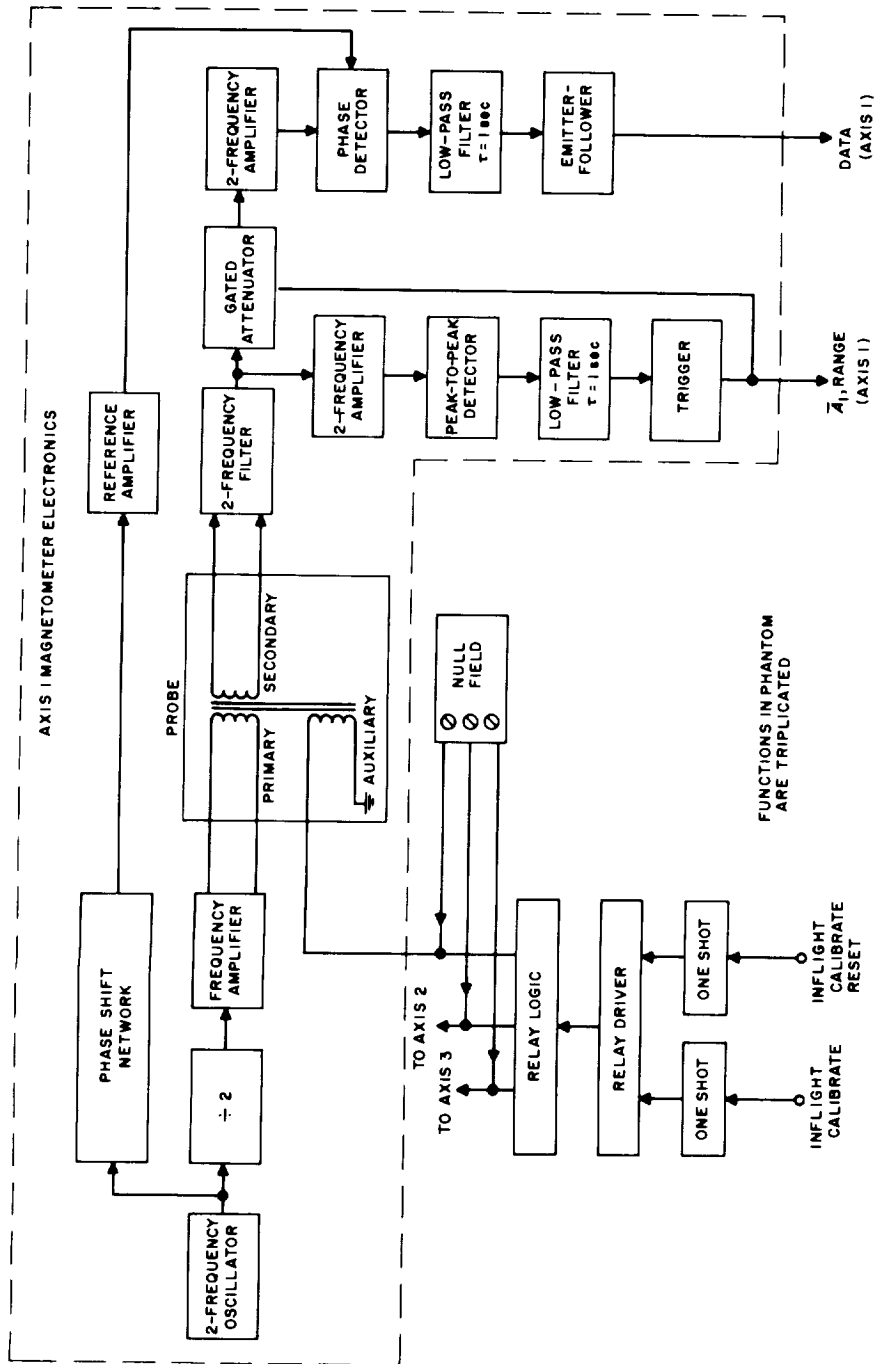 AXIS I MAGNETOMETER ELECTRONICS
PHASE SHIFT
NETWORK
REFERENCE
AMPLIFIER
2-FREQUENCY
OSCILLATOR
÷ 2
FREQUENCY
AMPLIFIER
PROBE
PRIMARY
SECONDARY
AUXILIARY
2-FREQUENCY
FILTER
GATED
ATTENUATOR
2-FREQUENCY
AMPLIFIER
PHASE
DETECTOR
LOW-PASS
FILTER
τ = 1 sec
EMITTER-
FOLLOWER
DATA
(AXIS I)
2-FREQUENCY
AMPLIFIER
PEAK-TO-PEAK
DETECTOR
LOW-PASS
FILTER
τ = 1 sec
TRIGGER
A̅₁, RANGE
(AXIS I)
NULL
FIELD
TO AXIS 2
TO AXIS 3
RELAY LOGIC
RELAY DRIVER
ONE SHOT
ONE SHOT
INFLIGHT
CALIBRATE
INFLIGHT
CALIBRATE
RESET
FUNCTIONS IN PHANTOM
ARE TRIPLICATED